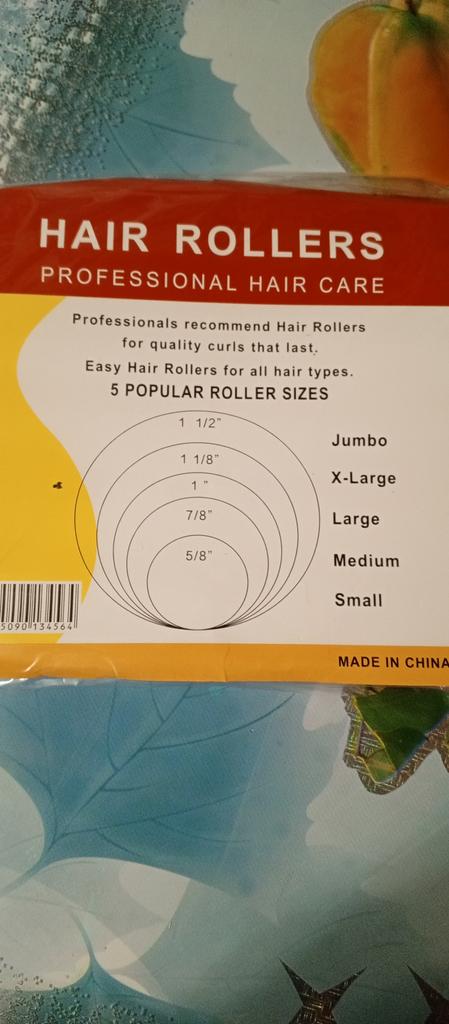 HAIR ROLLERS
PROFESSIONAL HAIR CARE
Professionals recommend Hair Rollers
for quality curls that last.
Easy Hair Rollers for all hair types.
5 POPULAR ROLLER SIZES
1 1/2" Jumbo
1 1/8" X-Large
1 " Large
7/8" Medium
5/8" Small
5090 134564
MADE IN CHINA